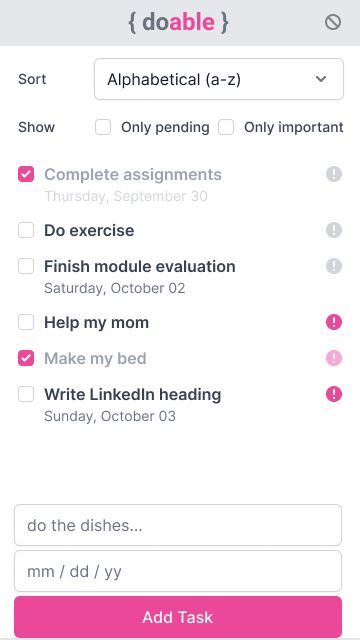 { doable }
Sort
Alphabetical (a-z)
Show Only pending Only important
Complete assignments
Thursday, September 30
Do exercise
Finish module evaluation
Saturday, October 02
Help my mom
Make my bed
Write LinkedIn heading
Sunday, October 03
do the dishes...
mm / dd / yy
Add Task